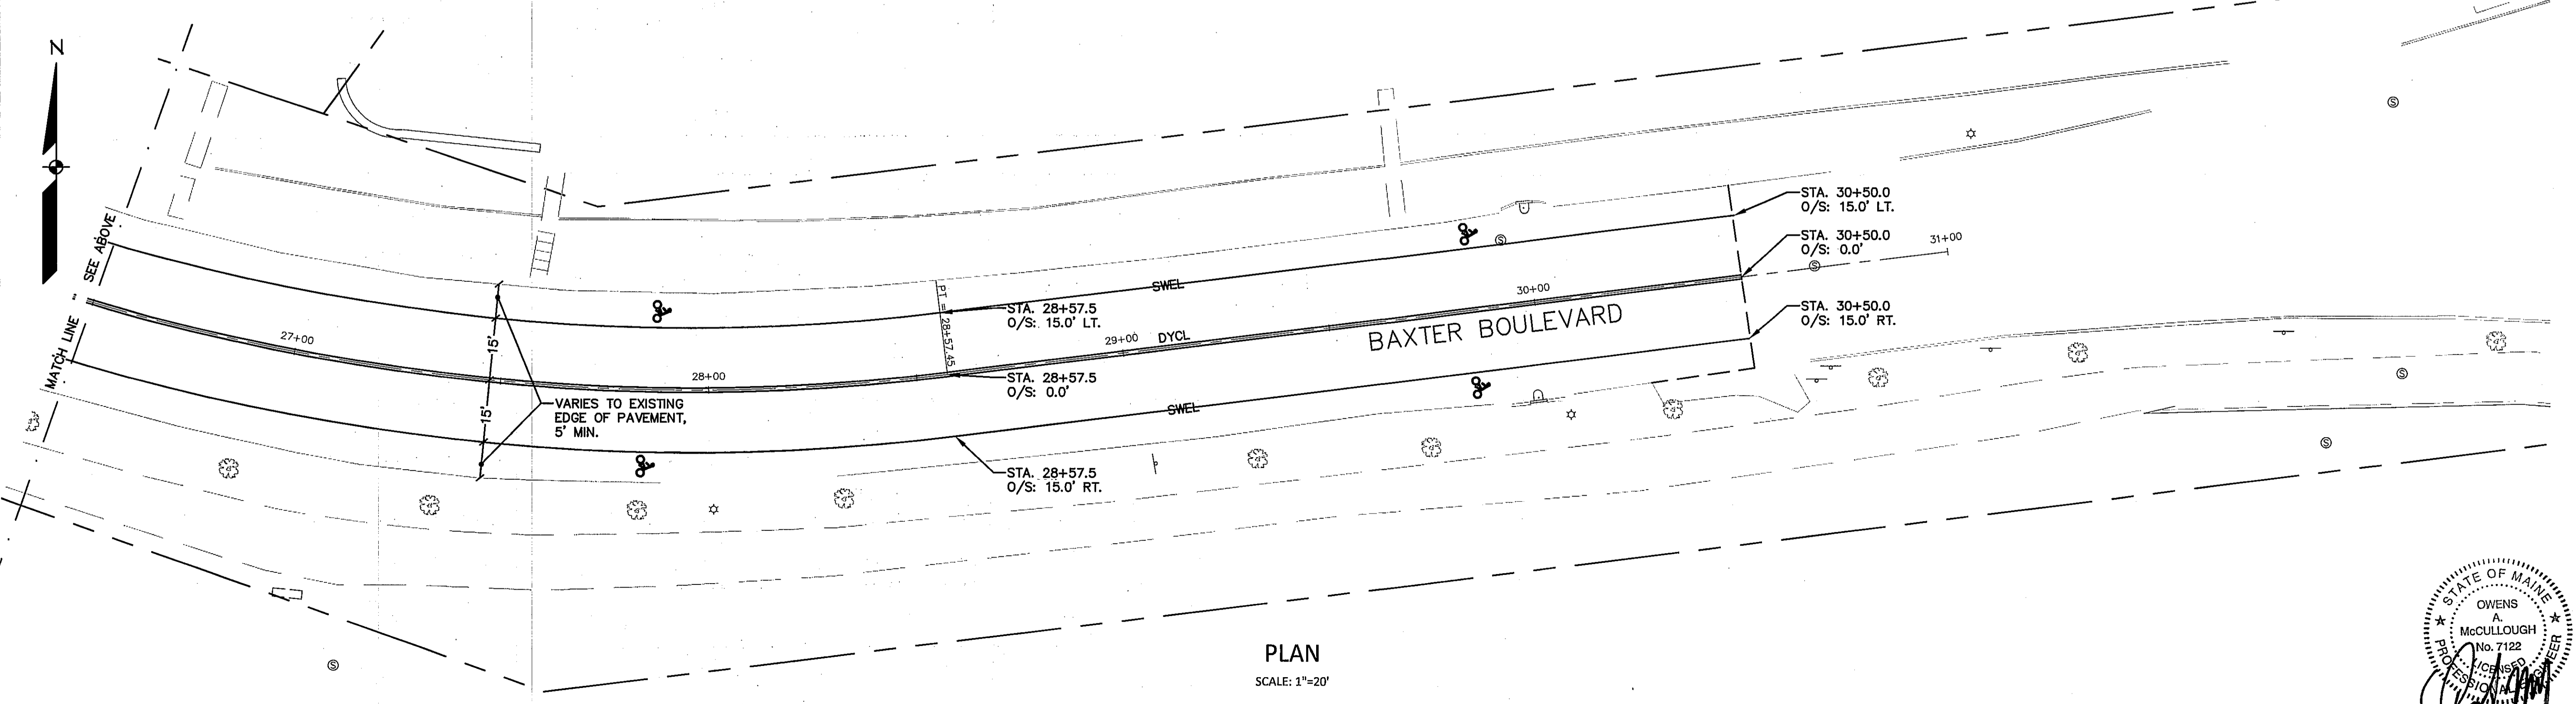 N
MATCH LINE - SEE ABOVE
27+00
15'
15'
VARIES TO EXISTING
EDGE OF PAVEMENT,
5' MIN.
28+00
PT = 28+57.45
STA. 28+57.5
O/S: 15.0' LT.
STA. 28+57.5
O/S: 0.0'
STA. 28+57.5
O/S: 15.0' RT.
29+00
DYCL
SWEL
SWEL
30+00
BAXTER BOULEVARD
S
STA. 30+50.0
O/S: 15.0' LT.
STA. 30+50.0
O/S: 0.0'
31+00
S
STA. 30+50.0
O/S: 15.0' RT.
S
S
S
S
PLAN
SCALE: 1"=20'
STATE OF MAINE
OWENS
A.
McCULLOUGH
No. 7122
LICENSED
PROFESSIONAL ENGINEER